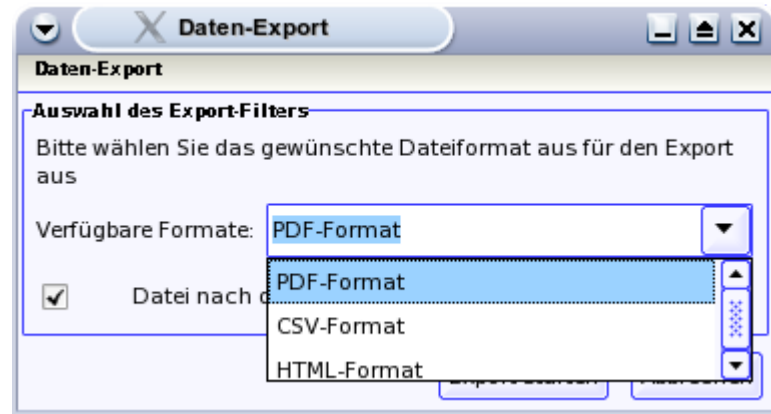 Daten-Export
Daten-Export
Auswahl des Export-Filters
Bitte wählen Sie das gewünschte Dateiformat aus für den Export
aus
Verfügbare Formate: PDF-Format
PDF-Format
Datei nach
CSV-Format
HTML-Format